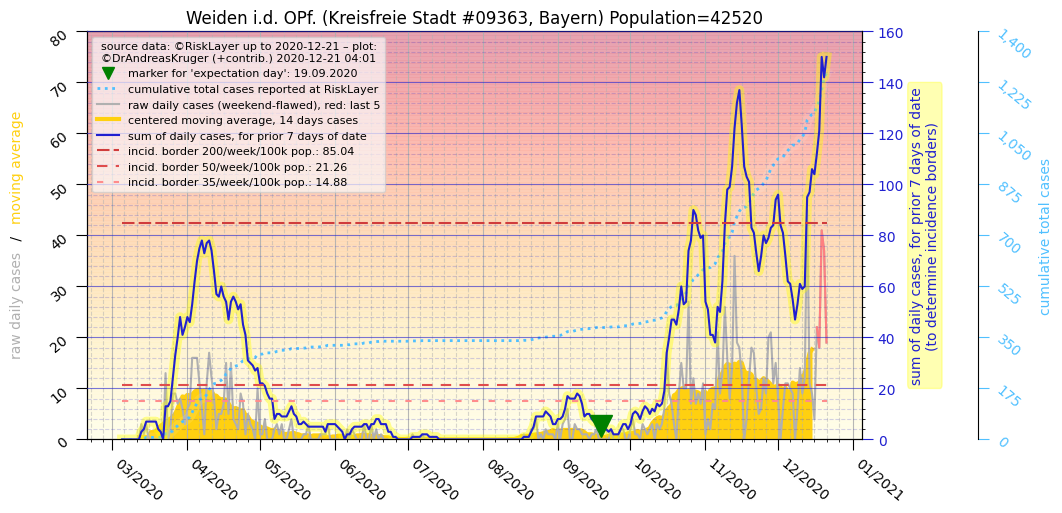 Weiden i.d. OPf. (Kreisfreie Stadt #09363, Bayern) Population=42520
source data: ©RiskLayer up to 2020-12-21 – plot:
©DrAndreasKruger (+contrib.) 2020-12-21 04:01
marker for 'expectation day': 19.09.2020
cumulative total cases reported at RiskLayer
raw daily cases (weekend-flawed), red: last 5
centered moving average, 14 days cases
sum of daily cases, for prior 7 days of date
incid. border 200/week/100k pop.: 85.04
incid. border 50/week/100k pop.: 21.26
incid. border 35/week/100k pop.: 14.88
raw daily cases / moving average
80
70
60
50
40
30
20
10
0
160
140
120
100
80
60
40
20
0
sum of daily cases, for prior 7 days of date
(to determine incidence borders)
1,400
1,225
1,050
875
700
525
350
175
0
cumulative total cases
03/2020
04/2020
05/2020
06/2020
07/2020
08/2020
09/2020
10/2020
11/2020
12/2020
01/2021